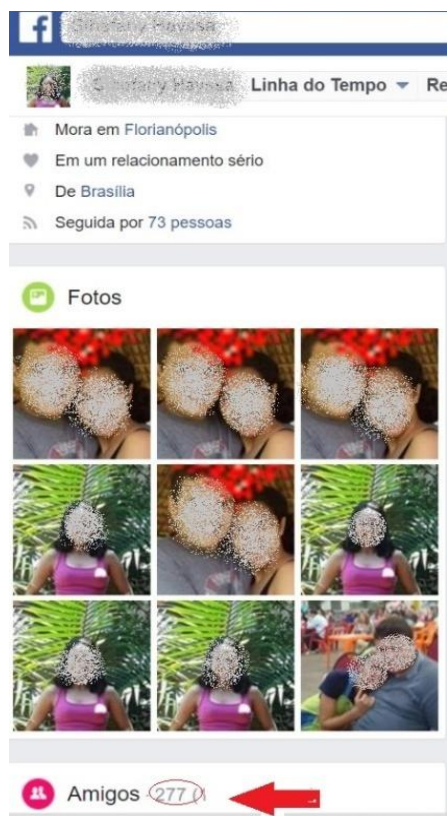 Linha do Tempo
Mora em Florianópolis
Em um relacionamento sério
De Brasília
Seguida por 73 pessoas
Fotos
Amigos 277 (